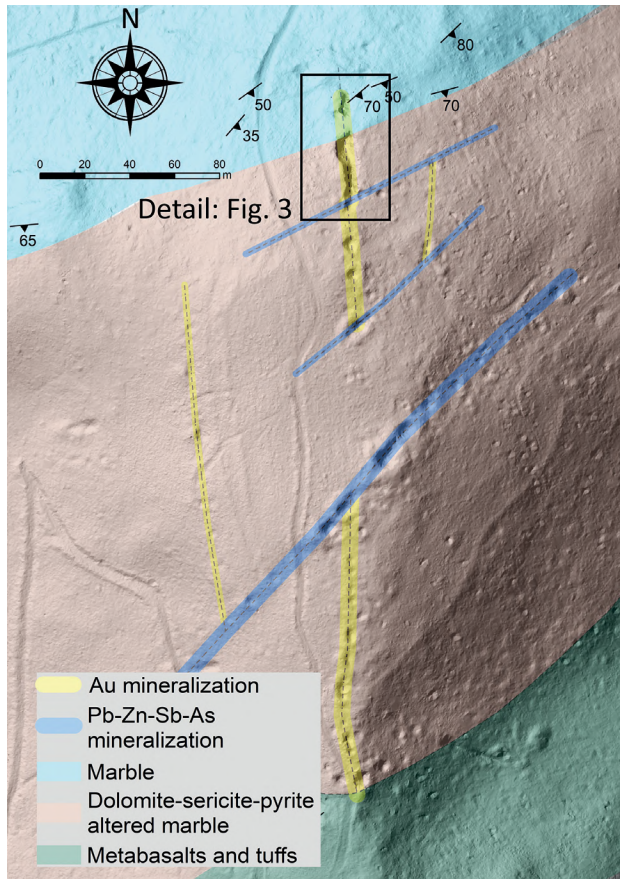 N
80
50
70
50
70
35
0 20 40 60 80
m
Detail: Fig. 3
65
Au mineralization
Pb-Zn-Sb-As
mineralization
Marble
Dolomite-sericite-pyrite
altered marble
Metabasalts and tuffs